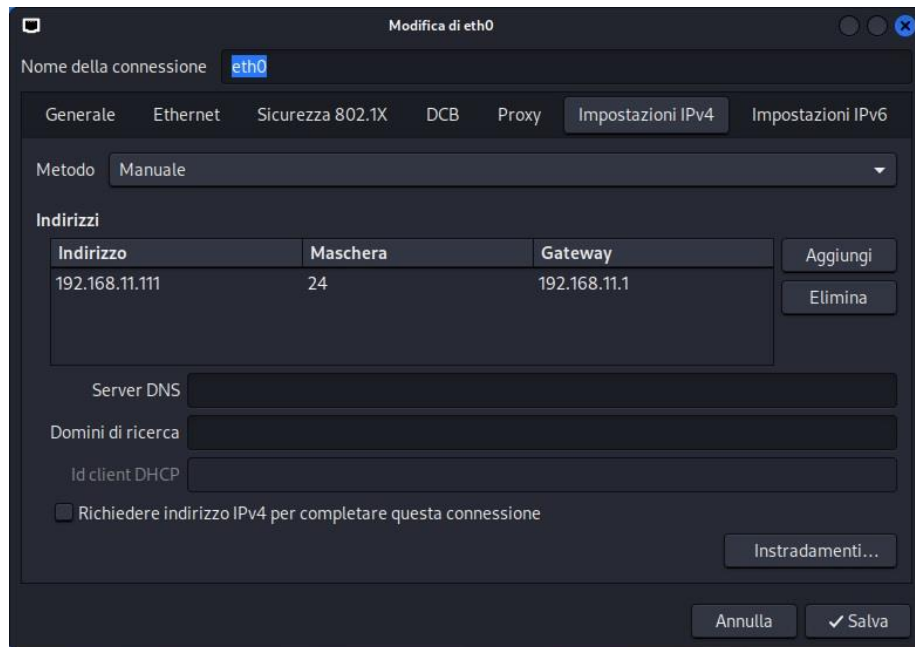 Modifica di eth0
Nome della connessione eth0
Generale Ethernet Sicurezza 802.1X DCB Proxy Impostazioni IPv4 Impostazioni IPv6
Metodo Manuale
Indirizzi
Indirizzo Maschera Gateway Aggiungi
192.168.11.111 24 192.168.11.1
Elimina
Server DNS
Domini di ricerca
Id client DHCP
Richiedere indirizzo IPv4 per completare questa connessione
Instradamenti...
Annulla Salva